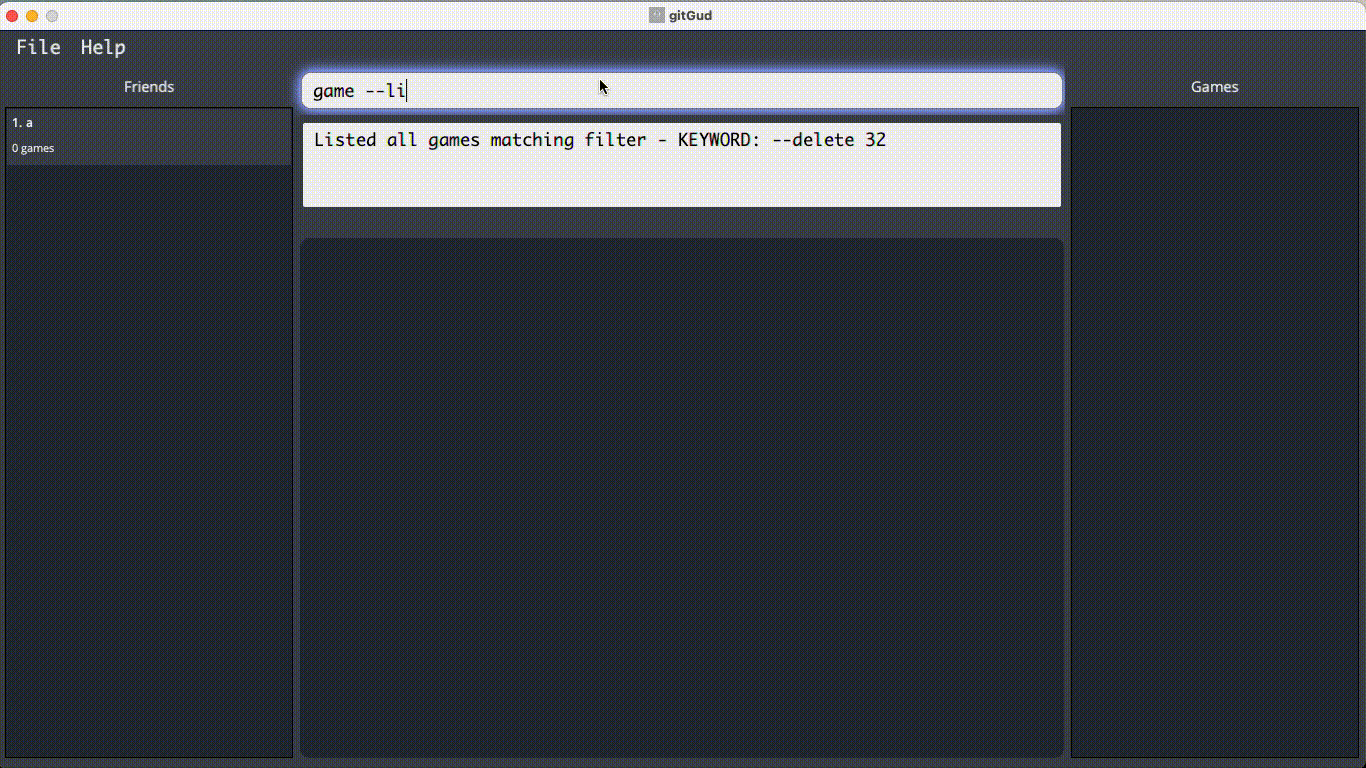 gitGud
File Help
Friends
game --li
Games
1. a
0 games
Listed all games matching filter - KEYWORD: --delete 32